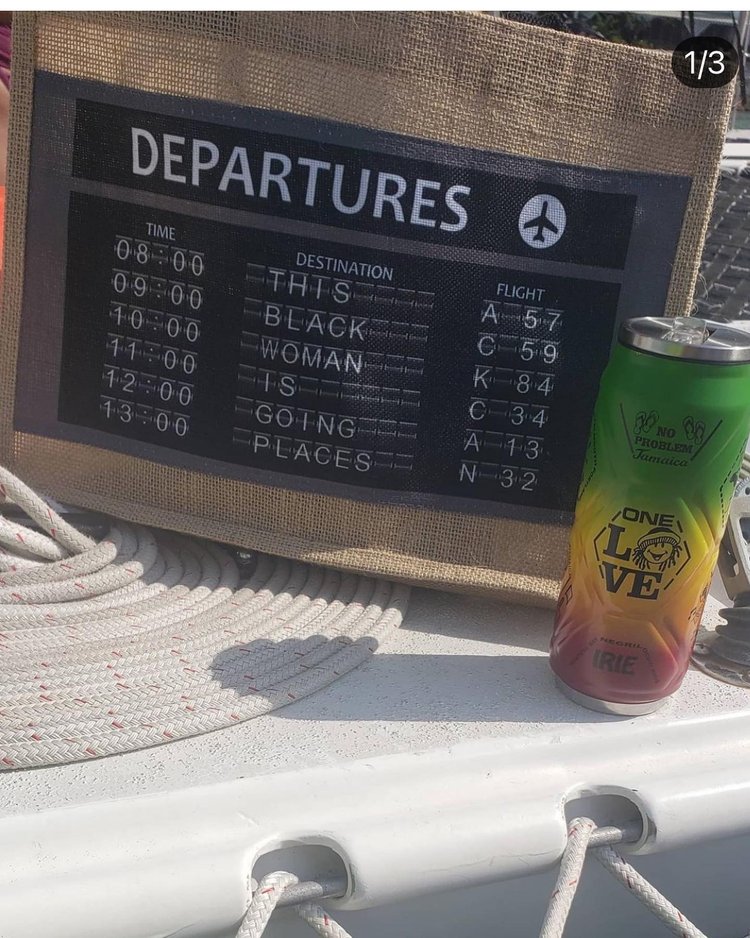 1/3
DEPARTURES
TIME DESTINATION FLIGHT
08:00 THIS A 57
09:00 BLACK C 59
10:00 WOMAN K 84
11:00 IS C 34
12:00 GOING A 13
13:00 PLACES N 32
NO
PROBLEM
Jamaica
ONE
LOVE
NEGRIL
IRIE